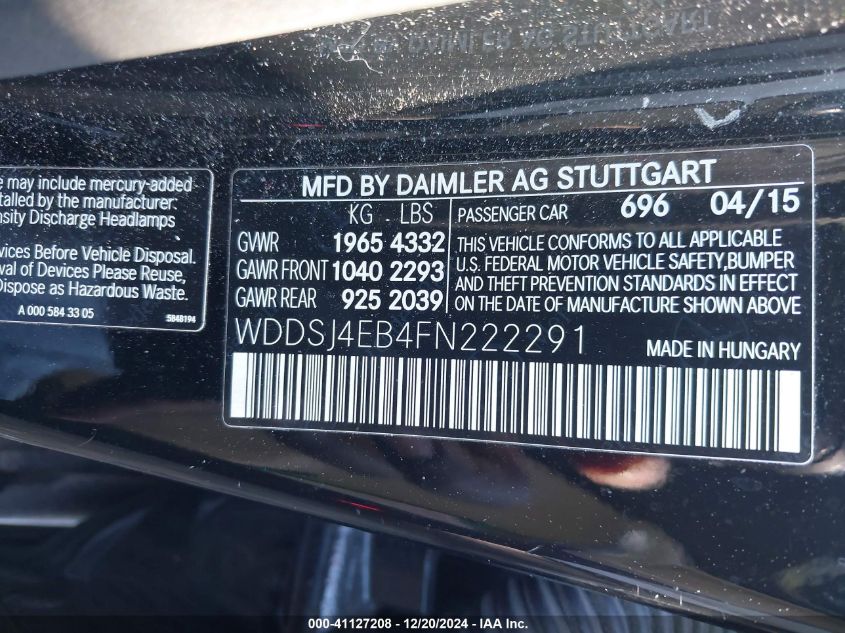 MFD BY DAIMLER AG STUTTGART
KG LBS
GVWR 1965 4332
GAWR FRONT 1040 2293
GAWR REAR 925 2039
PASSENGER CAR 696 04/15
THIS VEHICLE CONFORMS TO ALL APPLICABLE
U.S. FEDERAL MOTOR VEHICLE SAFETY,BUMPER
AND THEFT PREVENTION STANDARDS IN EFFECT
ON THE DATE OF MANUFACTURE SHOWN ABOVE
WDDSJ4EB4FN222291
MADE IN HUNGARY
may include mercury-added
by the manufacturer:
Discharge Headlamps
Devices Before Vehicle Disposal.
of Devices Please Reuse,
Dispose as Hazardous Waste.
A 000 584 33 05
5848194
000-41127208 - 12/20/2024 - IAA Inc.